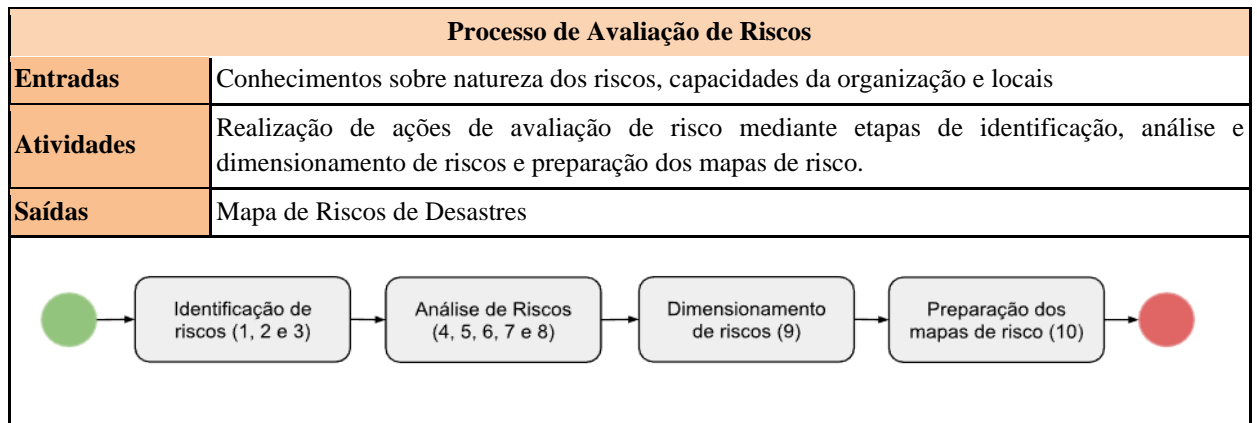 Processo de Avaliação de Riscos
Entradas
Conhecimentos sobre natureza dos riscos, capacidades da organização e locais
Atividades
Realização de ações de avaliação de risco mediante etapas de identificação, análise e
dimensionamento de riscos e preparação dos mapas de risco.
Saídas
Mapa de Riscos de Desastres
Identificação de
riscos (1, 2 e 3)
Análise de Riscos
(4, 5, 6, 7 e 8)
Dimensionamento
de riscos (9)
Preparação dos
mapas de risco (10)